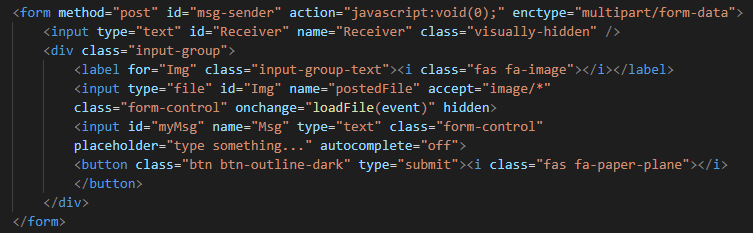 <form method="post" id="msg-sender" action="javascript:void(0);" enctype="multipart/form-data">
<input type="text" id="Receiver" name="Receiver" class="visually-hidden" />
<div class="input-group">
<label for="Img" class="input-group-text"><i class="fas fa-image"></i></label>
<input type="file" id="Img" name="postedFile" accept="image/*"
class="form-control" onchange="loadFile(event)" hidden>
<input id="myMsg" name="Msg" type="text" class="form-control"
placeholder="type something..." autocomplete="off">
<button class="btn btn-outline-dark" type="submit"><i class="fas fa-paper-plane"></i>
</button>
</div>
</form>